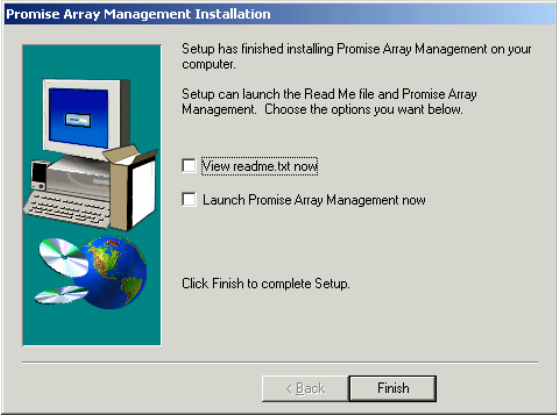 Promise Array Management Installation
Setup has finished installing Promise Array Management on your
computer.
Setup can launch the Read Me file and Promise Array
Management. Choose the options you want below.
View readme.txt now
Launch Promise Array Management now
Click Finish to complete Setup.
< Back
Finish